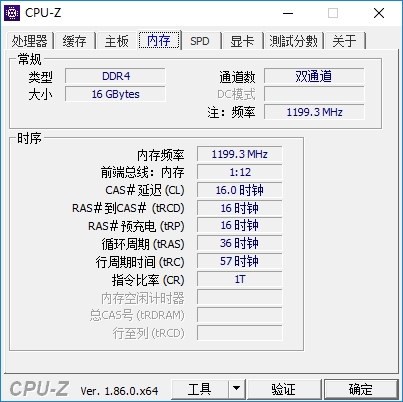 CPU-Z
处理器 缓存 主板 内存 SPD 显卡 測試分數 关于
常规
类型 DDR4 通道数 双通道
大小 16 GBytes DC模式
注：频率 1199.3 MHz
时序
内存频率 1199.3 MHz
前端总线：内存 1:12
CAS# 延迟 (CL) 16.0 时钟
RAS# 到CAS# (tRCD) 16 时钟
RAS# 预充电 (tRP) 16 时钟
循环周期 (tRAS) 36 时钟
行周期时间 (tRC) 57 时钟
指令比率 (CR) 1T
内存空闲计时器
总CAS号 (tRDRAM)
行至列 (tRCD)
CPU-Z Ver. 1.86.0.x64 工具 验证 确定